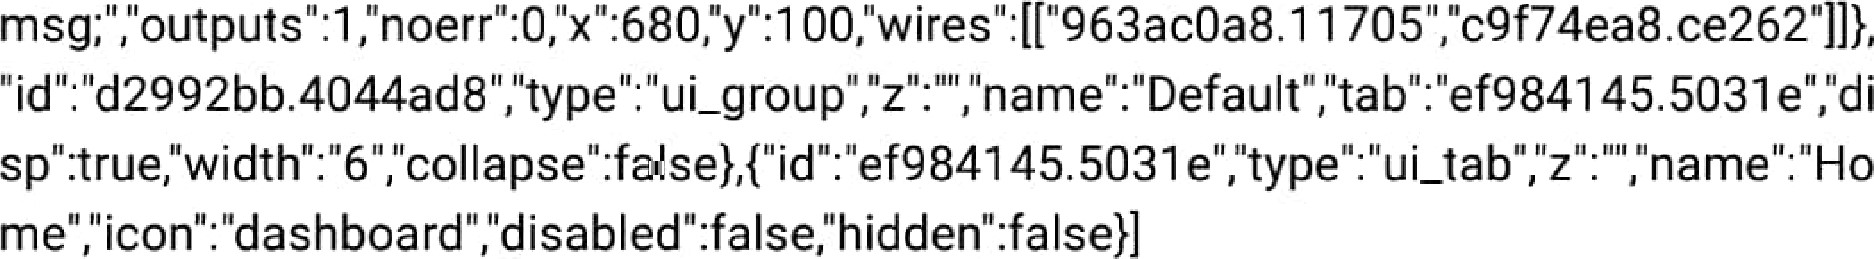 msg;","outputs":1,"noerr":0,"x":680,"y":100,"wires":[["963ac0a8.11705","c9f74ea8.ce262"]]},
"id":"d2992bb.4044ad8","type":"ui_group","z":"","name":"Default","tab":"ef984145.5031e","di
sp":true,"width":"6","collapse":false},{"id":"ef984145.5031e","type":"ui_tab","z":"","name":"Ho
me","icon":"dashboard","disabled":false,"hidden":false}]